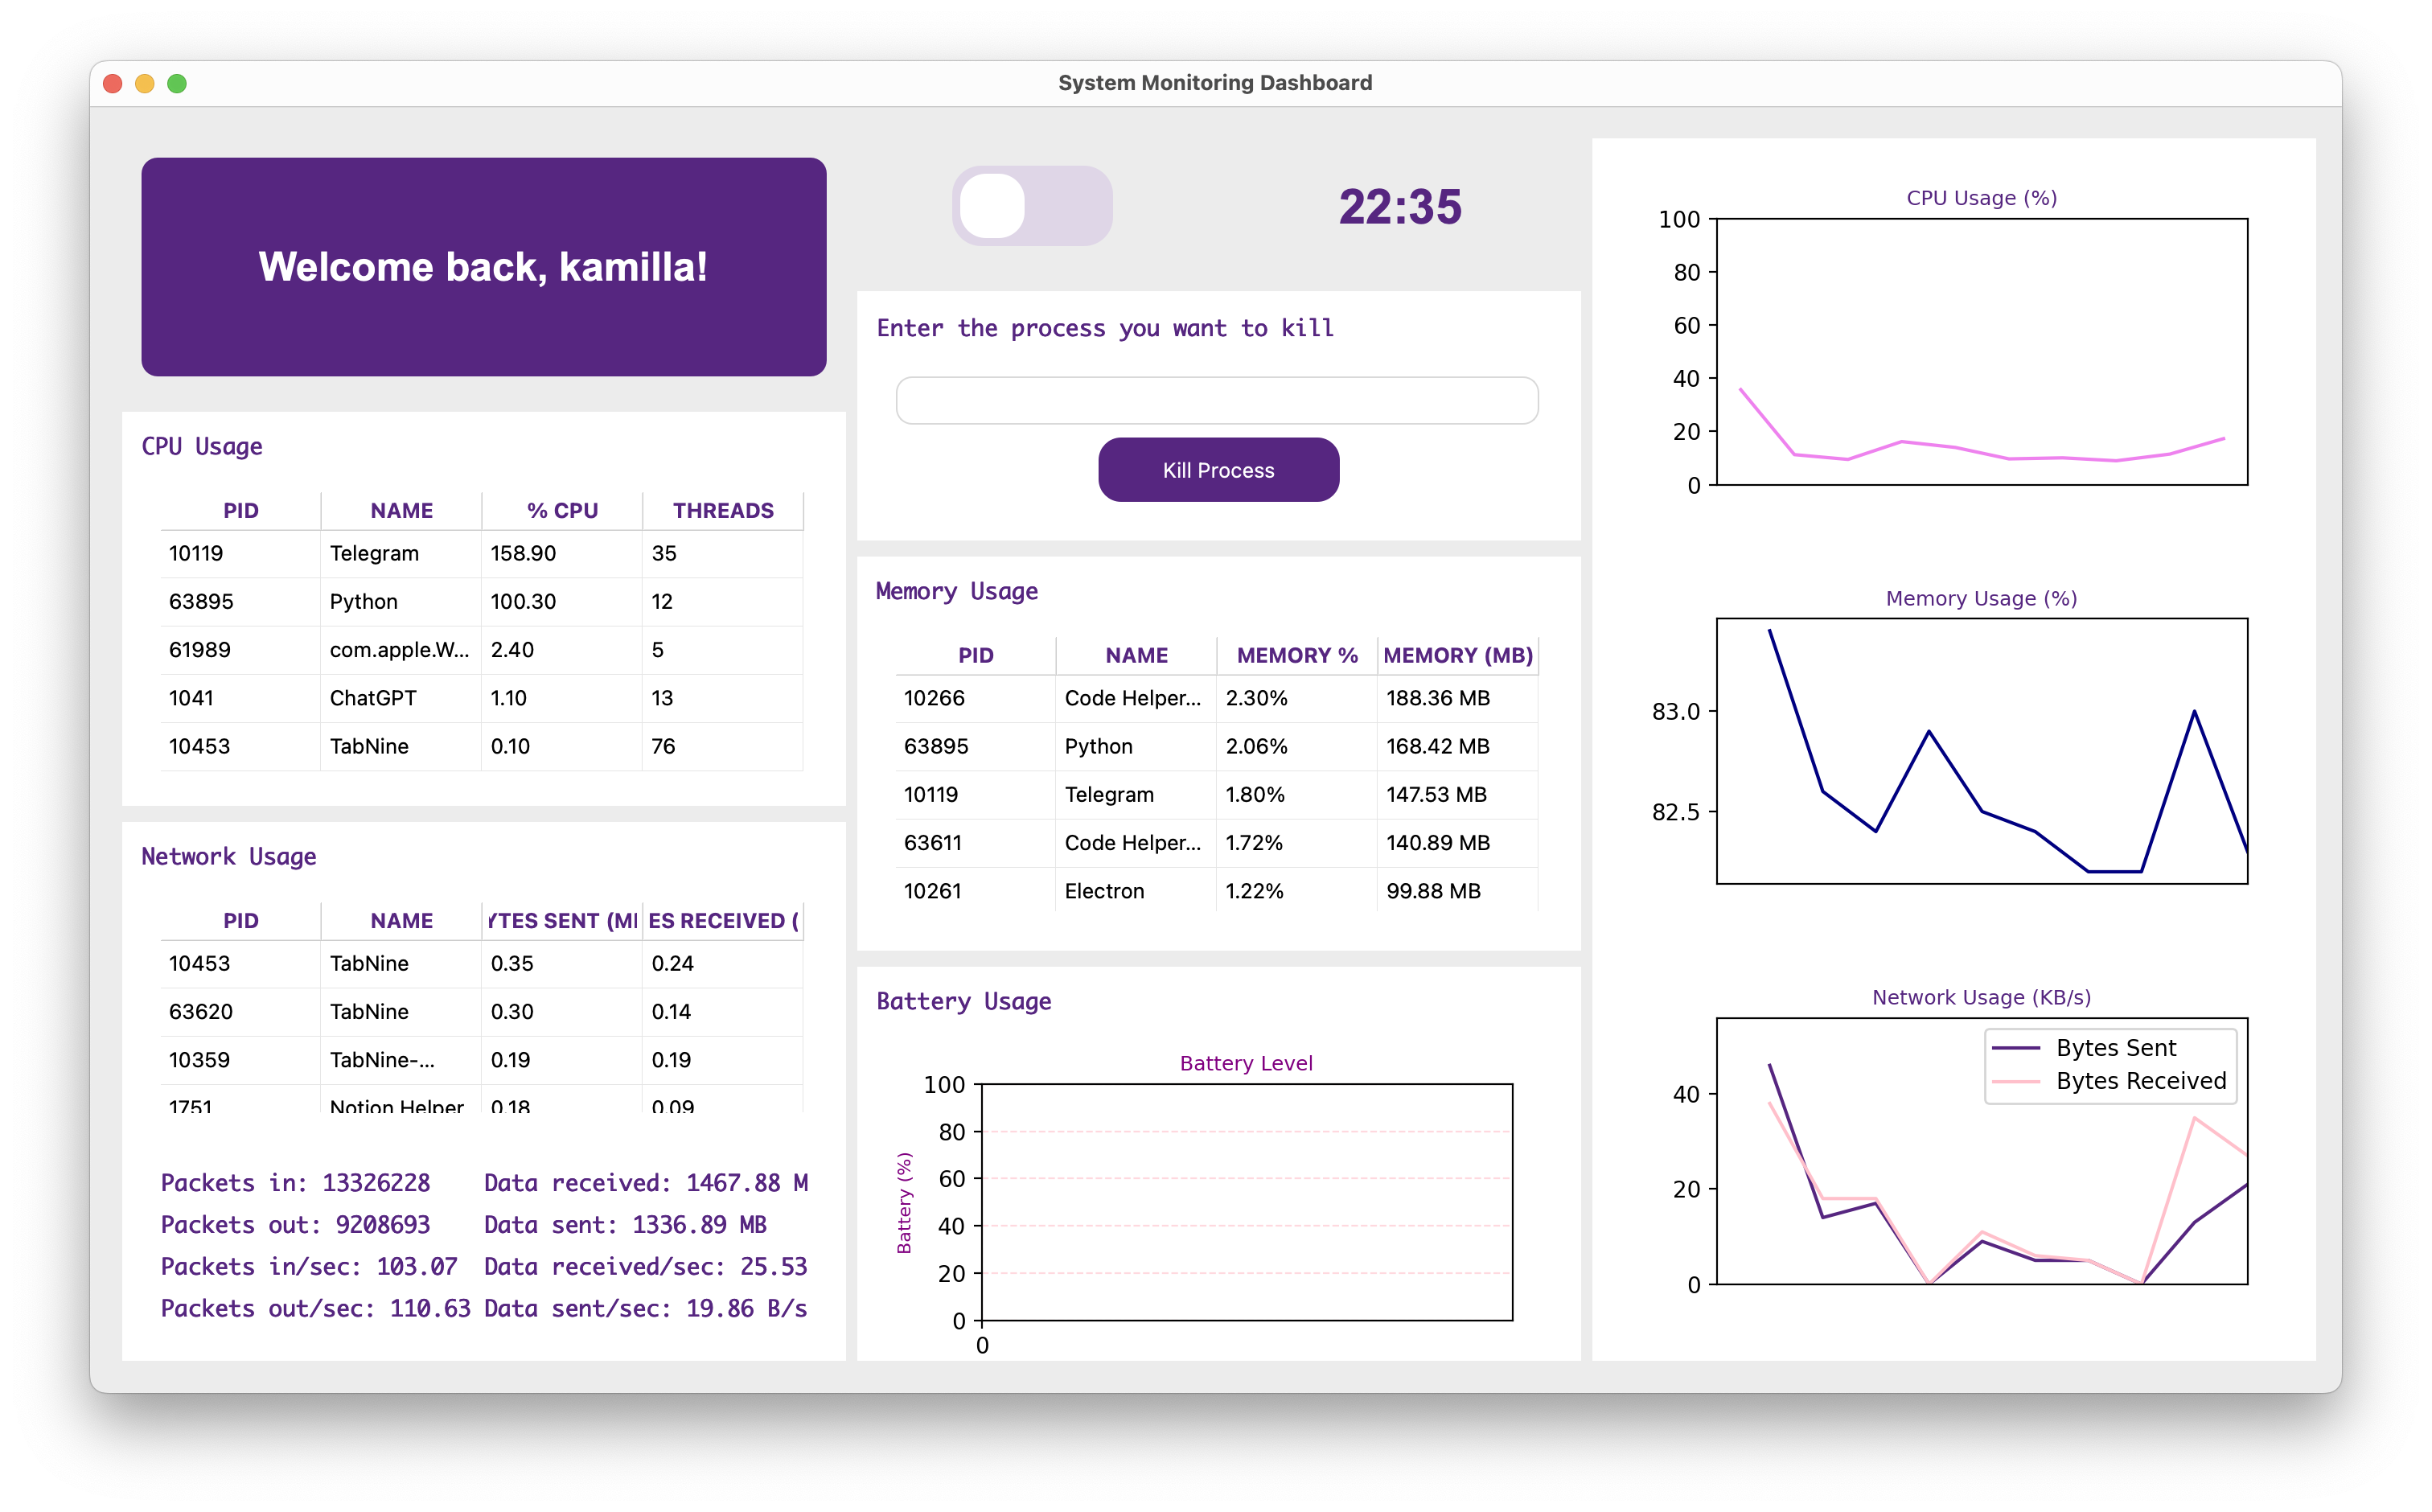 System Monitoring Dashboard
Welcome back, kamilla!
22:35
CPU Usage
PID NAME % CPU THREADS
10119 Telegram 158.90 35
63895 Python 100.30 12
61989 com.apple.W... 2.40 5
1041 ChatGPT 1.10 13
10453 TabNine 0.10 76
Network Usage
PID NAME YTES SENT (MI ES RECEIVED (
10453 TabNine 0.35 0.24
63620 TabNine 0.30 0.14
10359 TabNine-... 0.19 0.19
1751 Notion Helper 0.18 0.09
Packets in: 13326228 Data received: 1467.88 M
Packets out: 9208693 Data sent: 1336.89 MB
Packets in/sec: 103.07 Data received/sec: 25.53
Packets out/sec: 110.63 Data sent/sec: 19.86 B/s
Enter the process you want to kill
Kill Process
Memory Usage
PID NAME MEMORY % MEMORY (MB)
10266 Code Helper... 2.30% 188.36 MB
63895 Python 2.06% 168.42 MB
10119 Telegram 1.80% 147.53 MB
63611 Code Helper... 1.72% 140.89 MB
10261 Electron 1.22% 99.88 MB
Battery Usage
Battery Level
Battery (%)
100
80
60
40
20
0
0
CPU Usage (%)
100
80
60
40
20
0
Memory Usage (%)
83.0
82.5
Network Usage (KB/s)
Bytes Sent
Bytes Received
40
20
0